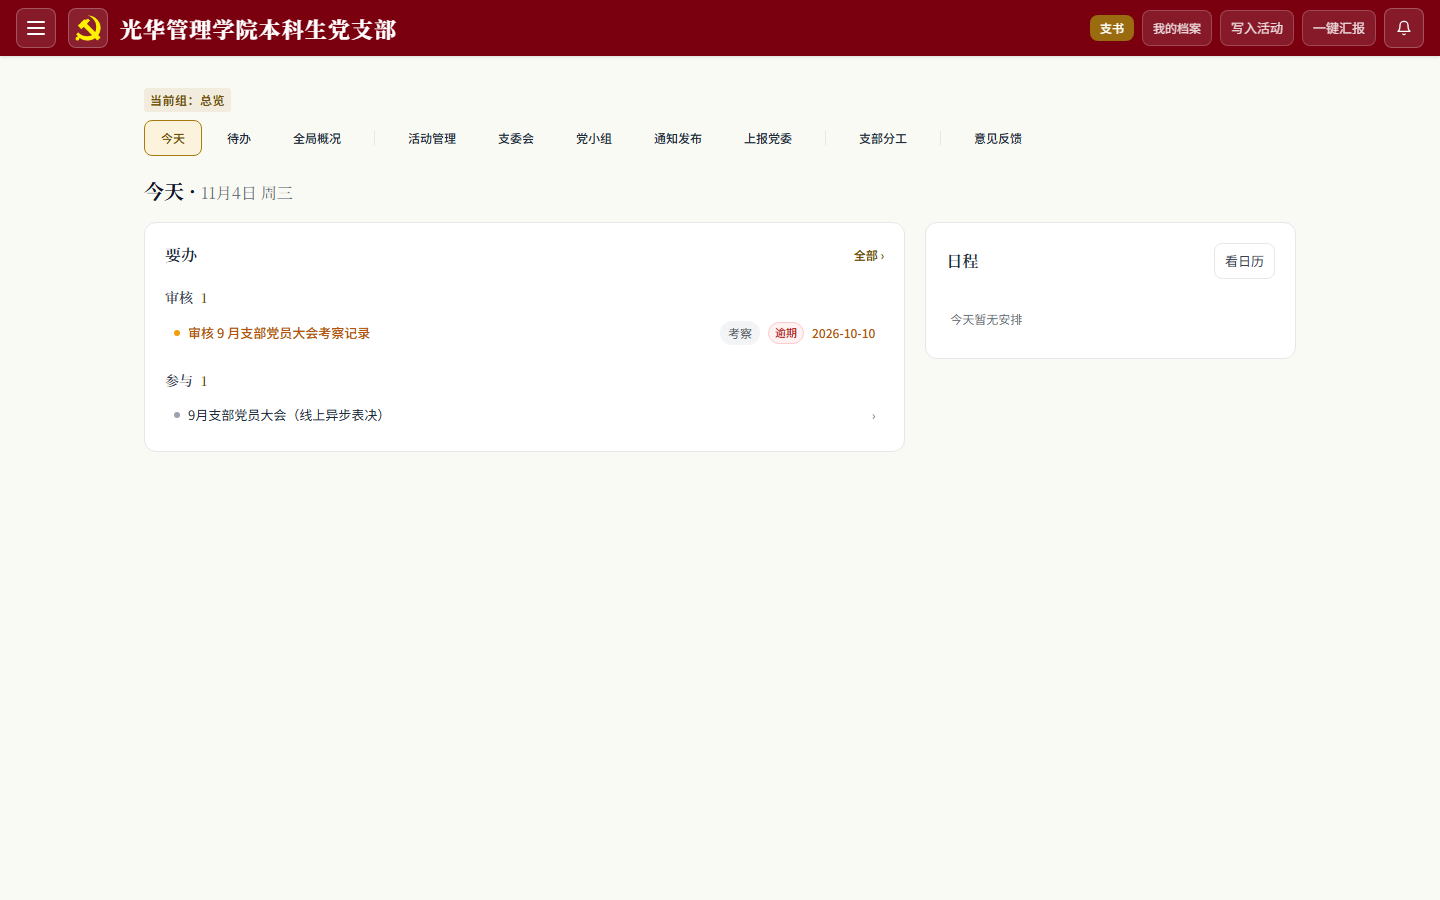 光华管理学院本科生党支部
支书
我的档案
写入活动
一键汇报
当前组：总览
今天
待办
全局概况
活动管理
支委会
党小组
通知发布
上报党委
支部分工
意见反馈
今天 · 11月4日 周三
要办
全部 ›
审核 1
审核 9 月支部党员大会考察记录
考察
逾期
2026-10-10
参与 1
9月支部党员大会（线上异步表决）
›
日程
看日历
今天暂无安排